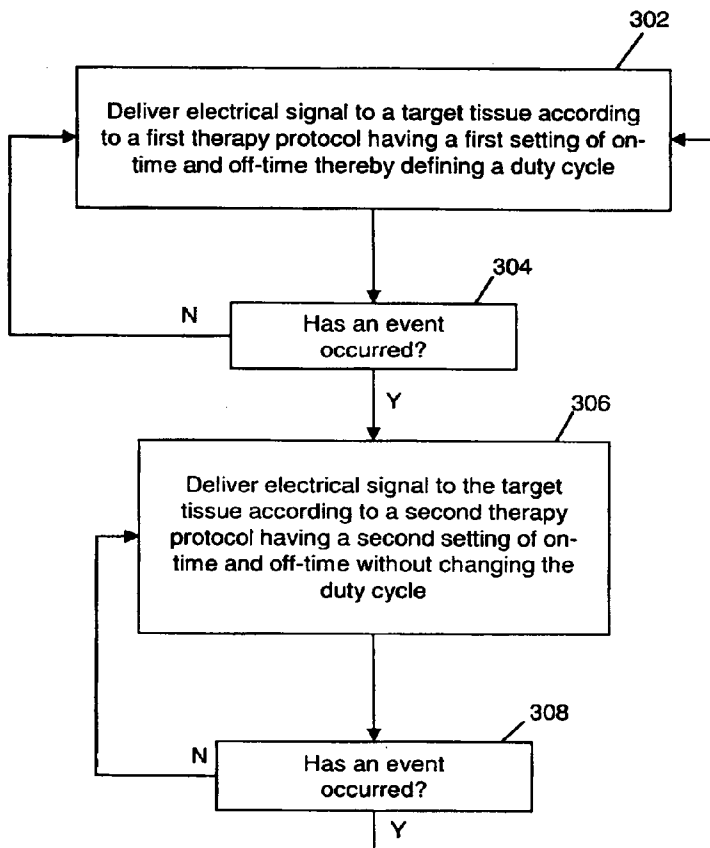 302
Deliver electrical signal to a target tissue according
to a first therapy protocol having a first setting of on-
time and off-time thereby defining a duty cycle
304
N
Has an event
occurred?
Y
306
Deliver electrical signal to the target
tissue according to a second therapy
protocol having a second setting of on-
time and off-time without changing the
duty cycle
308
N
Has an event
occurred?
Y